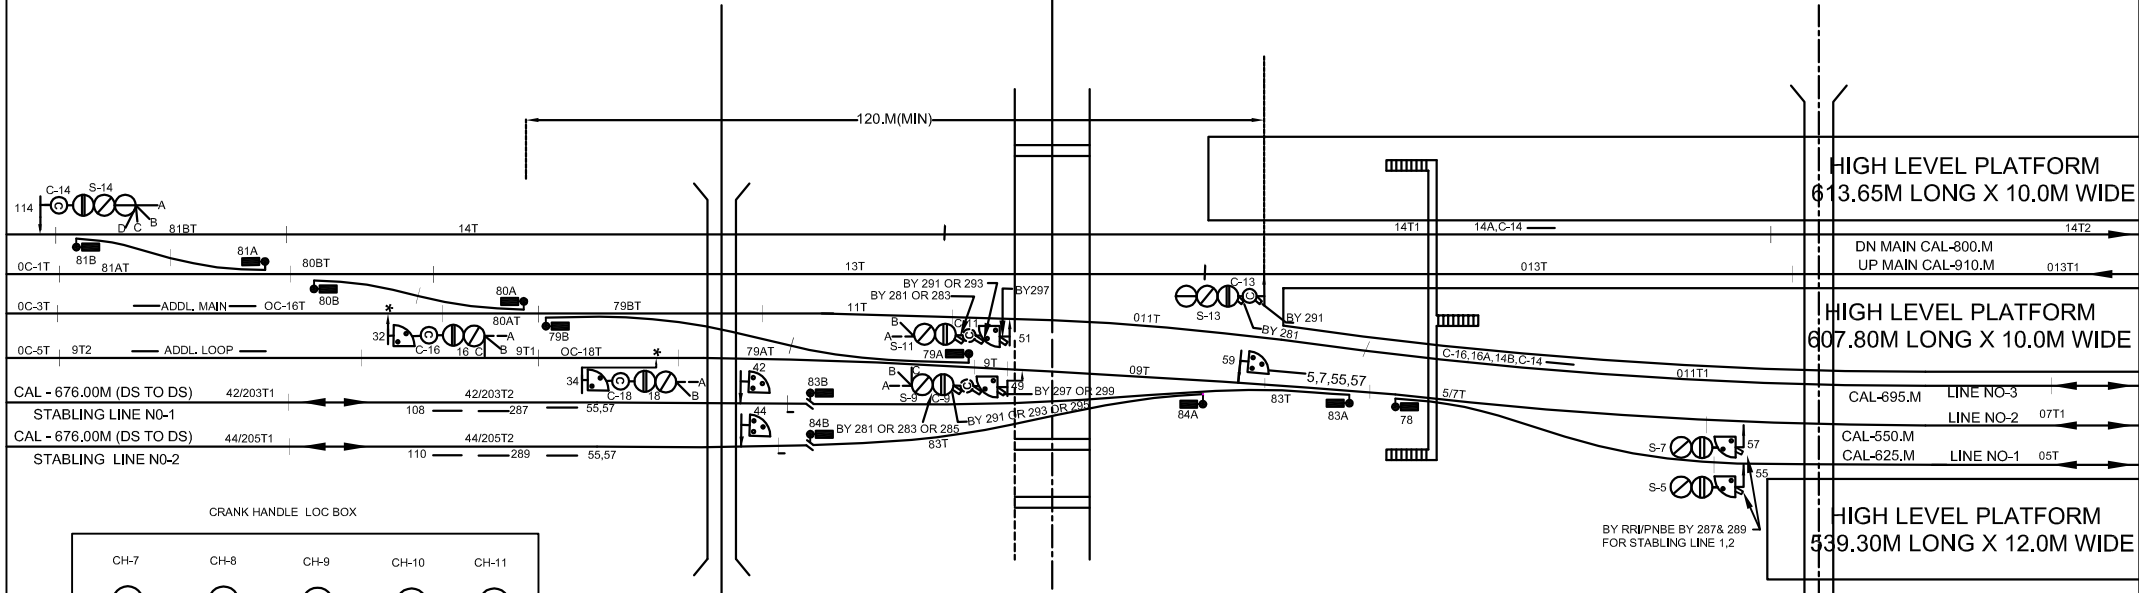 120.M(MIN)
HIGH LEVEL PLATFORM
613.65M LONG X 10.0M WIDE
C-14 S-14
114 A
B
D C
81BT 14T 14T1 14A,C-14 14T2
81B 81A
DN MAIN CAL-800.M
0C-1T 81AT 80BT 13T 013T 013T1
UP MAIN CAL-910.M
80B 80A
BY 291 OR 293
BY 281 OR 283 BY297
C-13
S-13
0C-3T ADDL. MAIN OC-16T 79BT 11T 011T
BY 281 BY 291
HIGH LEVEL PLATFORM
607.80M LONG X 10.0M WIDE
* 80AT 79B
32 C-16 16 C A B
B A S-11 C-11 51
0C-5T 9T2 ADDL. LOOP 9T1 OC-18T * 79AT 79A 9T 09T
C-16,16A,14B,C-14 011T1
34 C-18 18 A B
42 83B
B C A S-9 C-9 49
59 5,7,55,57
BY 297 OR 299
CAL - 676.00M (DS TO DS) 42/203T1 42/203T2
83T 83A 5/7T 78
CAL-695.M LINE NO-3
STABLING LINE N0-1 108 287 55,57
44 84B 84A
BY 291 OR 293 OR 295
BY 281 OR 283 OR 285
LINE NO-2 07T1
CAL-550.M
CAL - 676.00M (DS TO DS) 44/205T1 44/205T2
83T
S-7 57
STABLING LINE N0-2 110 289 55,57
CAL-625.M LINE NO-1 05T
S-5 55
CRANK HANDLE LOC BOX
BY RRI/PNBE BY 287& 289
FOR STABLING LINE 1,2
HIGH LEVEL PLATFORM
539.30M LONG X 12.0M WIDE
CH-7 CH-8 CH-9 CH-10 CH-11